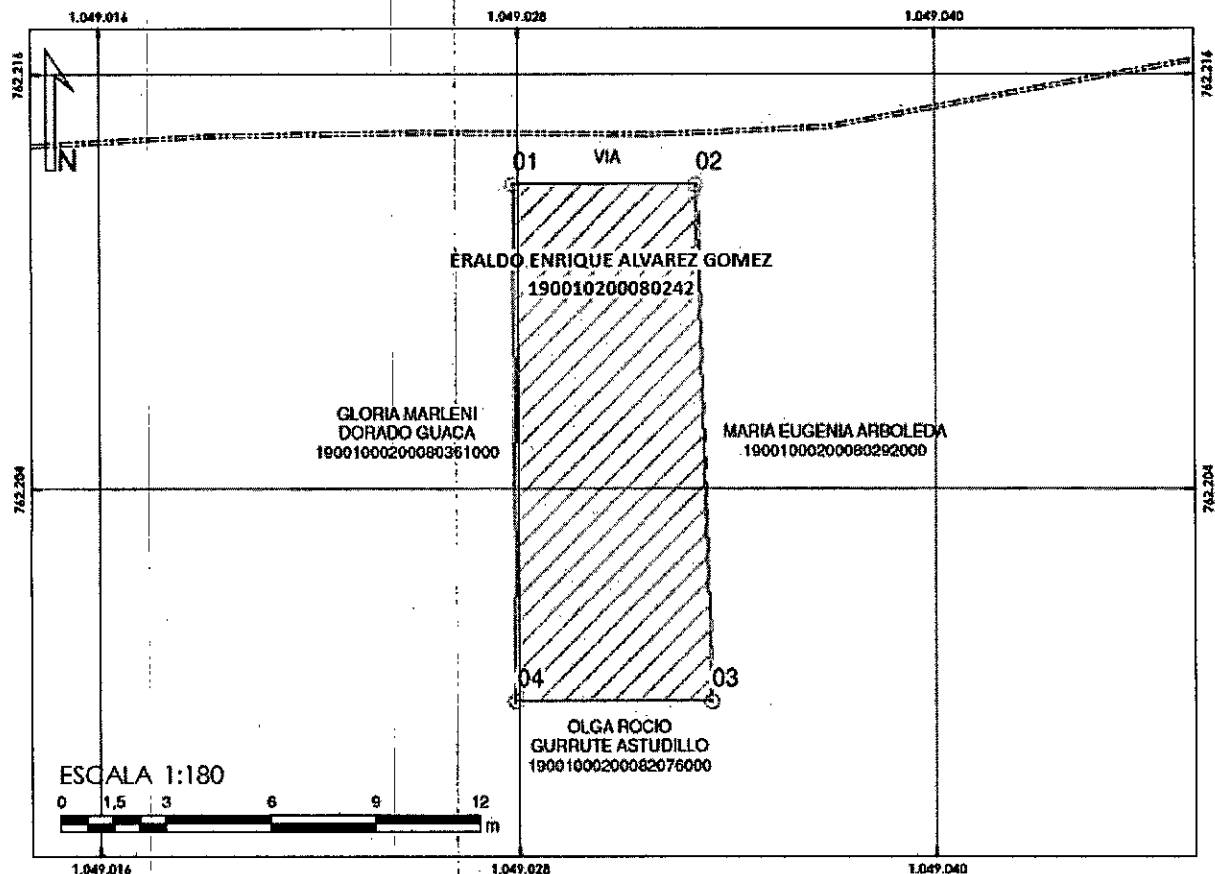 1.049.016
1.049.028
1.049.040
762.216
762.216
N
01
VIA
02
ERALDO ENRIQUE ALVAREZ GOMEZ
190010200080242
GLORIA MARLENI
DORADO GUACA
19001000200080361000
MARIA EUGENIA ARBOLEDA
19001000200080292000
762.204
762.204
04
03
OLGA ROCIO
GURRUTE ASTUDILLO
19001000200082076000
ESCALA 1:180
0 1,5 3 6 9 12
m
1.049.016
1.049.028
1.049.040